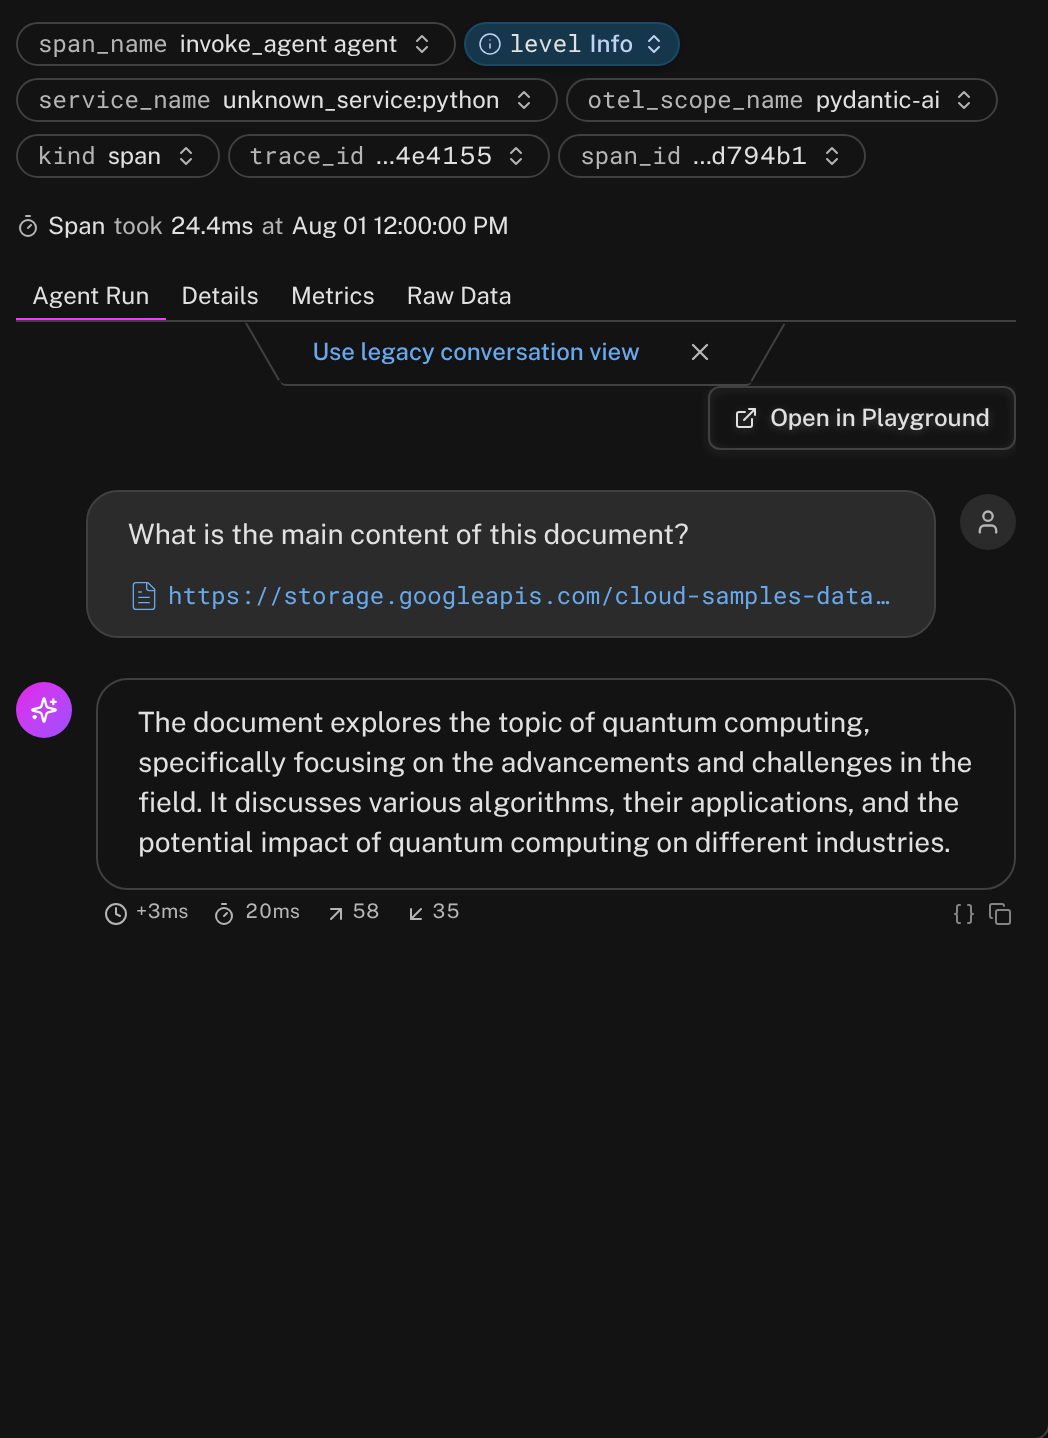 span_name invoke_agent agent
level Info
service_name unknown_service:python
otel_scope_name pydantic-ai
kind span
trace_id …4e4155
span_id …d794b1
Span took 24.4ms at Aug 01 12:00:00 PM
Agent Run
Details
Metrics
Raw Data
Use legacy conversation view
Open in Playground
What is the main content of this document?
https://storage.googleapis.com/cloud-samples-data…
The document explores the topic of quantum computing,
specifically focusing on the advancements and challenges in the
field. It discusses various algorithms, their applications, and the
potential impact of quantum computing on different industries.
+3ms
20ms
58
35